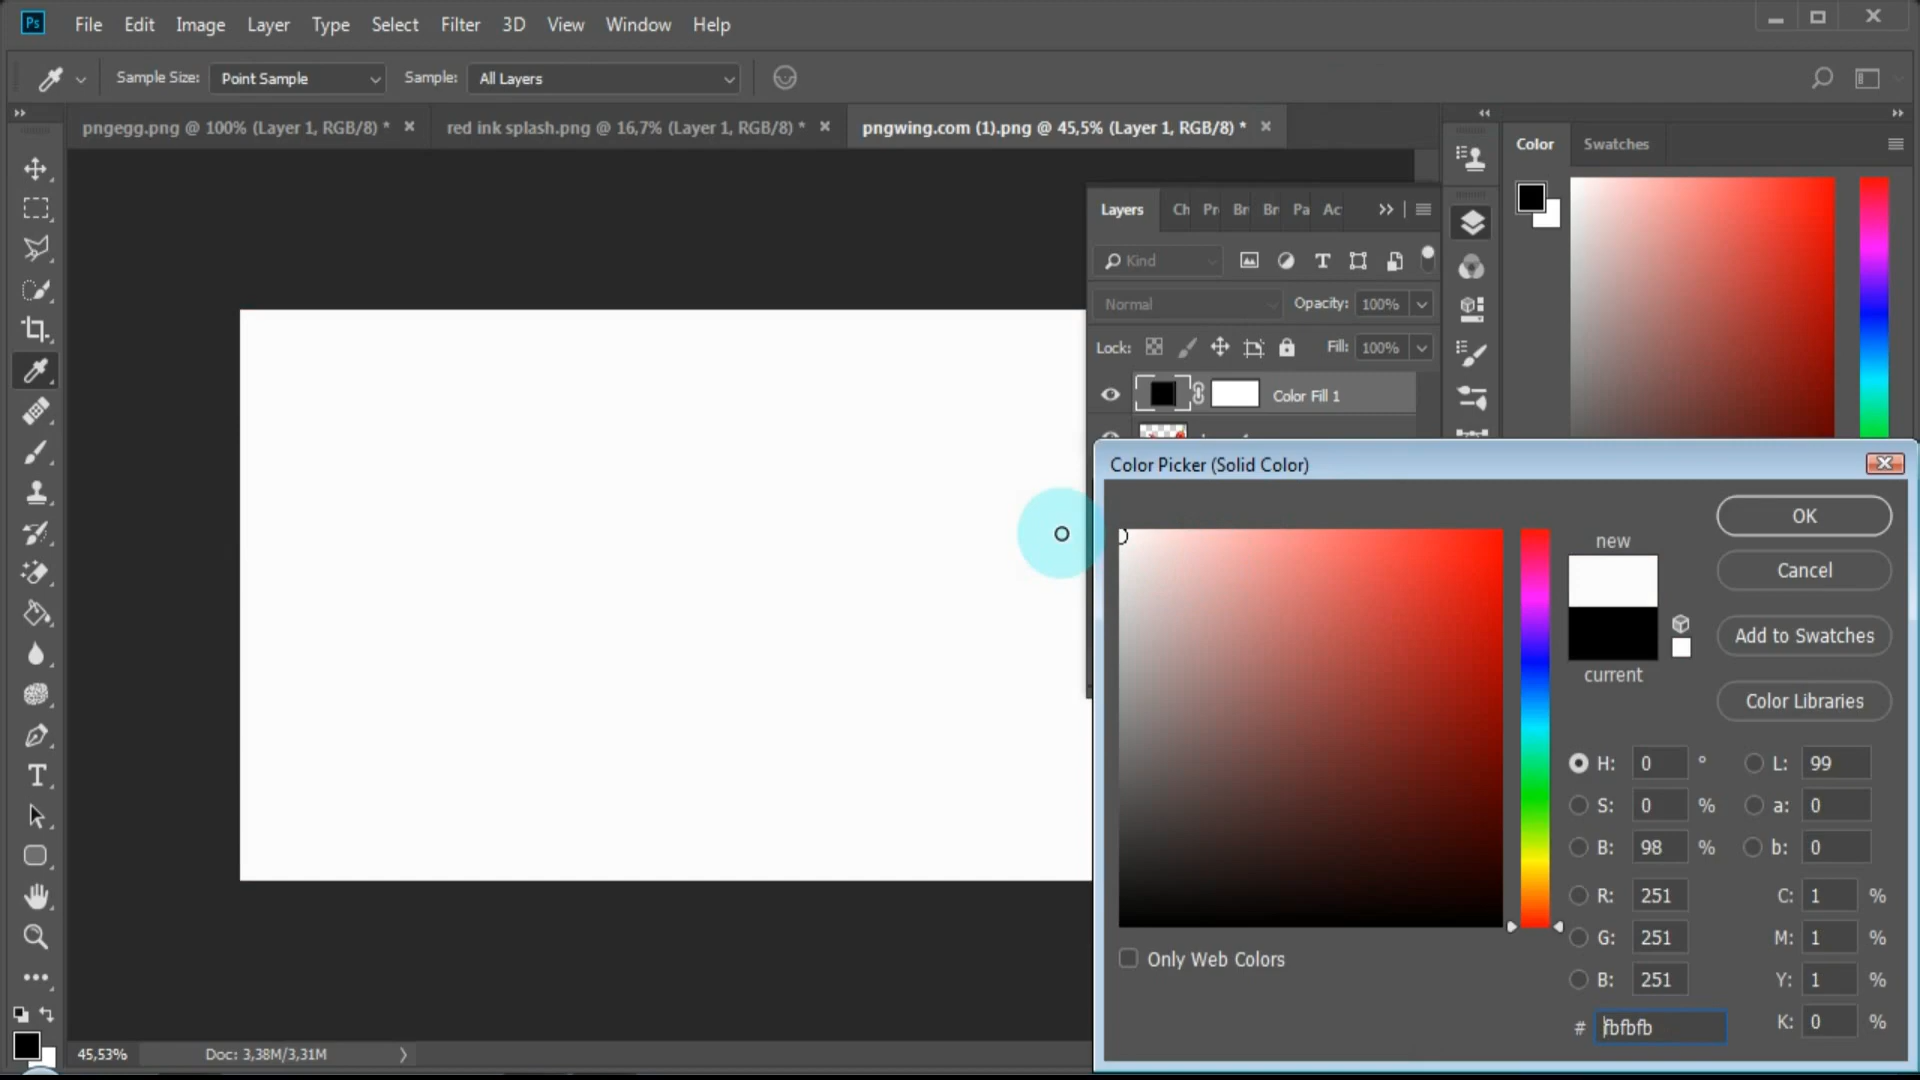 Ps File Edit Image Layer Type Select Filter 3D View Window Help
Sample Size: Point Sample Sample: All Layers
pngegg.png @ 100% (Layer 1, RGB/8) *
red ink splash.png @ 16,7% (Layer 1, RGB/8) *
pngwing.com (1).png @ 45,5% (Layer 1, RGB/8) *
Color Swatches
Layers Ch Pr Br Br Pa Ac
Kind
Normal Opacity: 100%
Lock: Fill: 100%
Color Fill 1
Color Picker (Solid Color)
OK
new
Cancel
Add to Swatches
current
Color Libraries
H: 0 ° L: 99
S: 0 % a: 0
B: 98 % b: 0
R: 251 C: 1 %
G: 251 M: 1 %
B: 251 Y: 1 %
# fbfbfb K: 0 %
Only Web Colors
45,53% Doc: 3,38M/3,31M